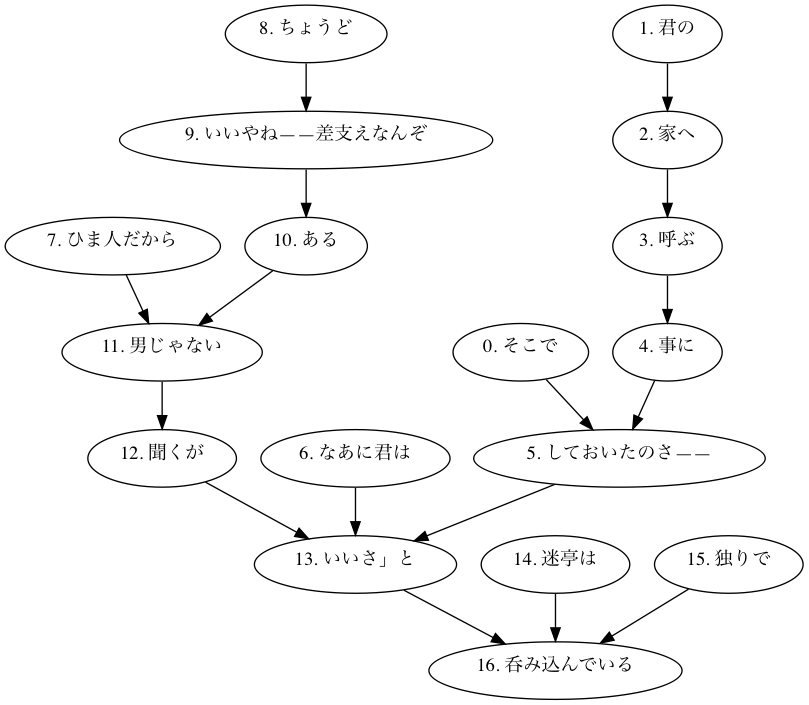 8. ちょうど
1. 君の
9. いいやね——差支えなんぞ
2. 家へ
7. ひま人だから
10. ある
3. 呼ぶ
11. 男じゃない
0. そこで
4. 事に
12. 聞くが
6. なあに君は
5. しておいたのさ——
13. いいさ」と
14. 迷亭は
15. 独りで
16. 呑み込んでいる